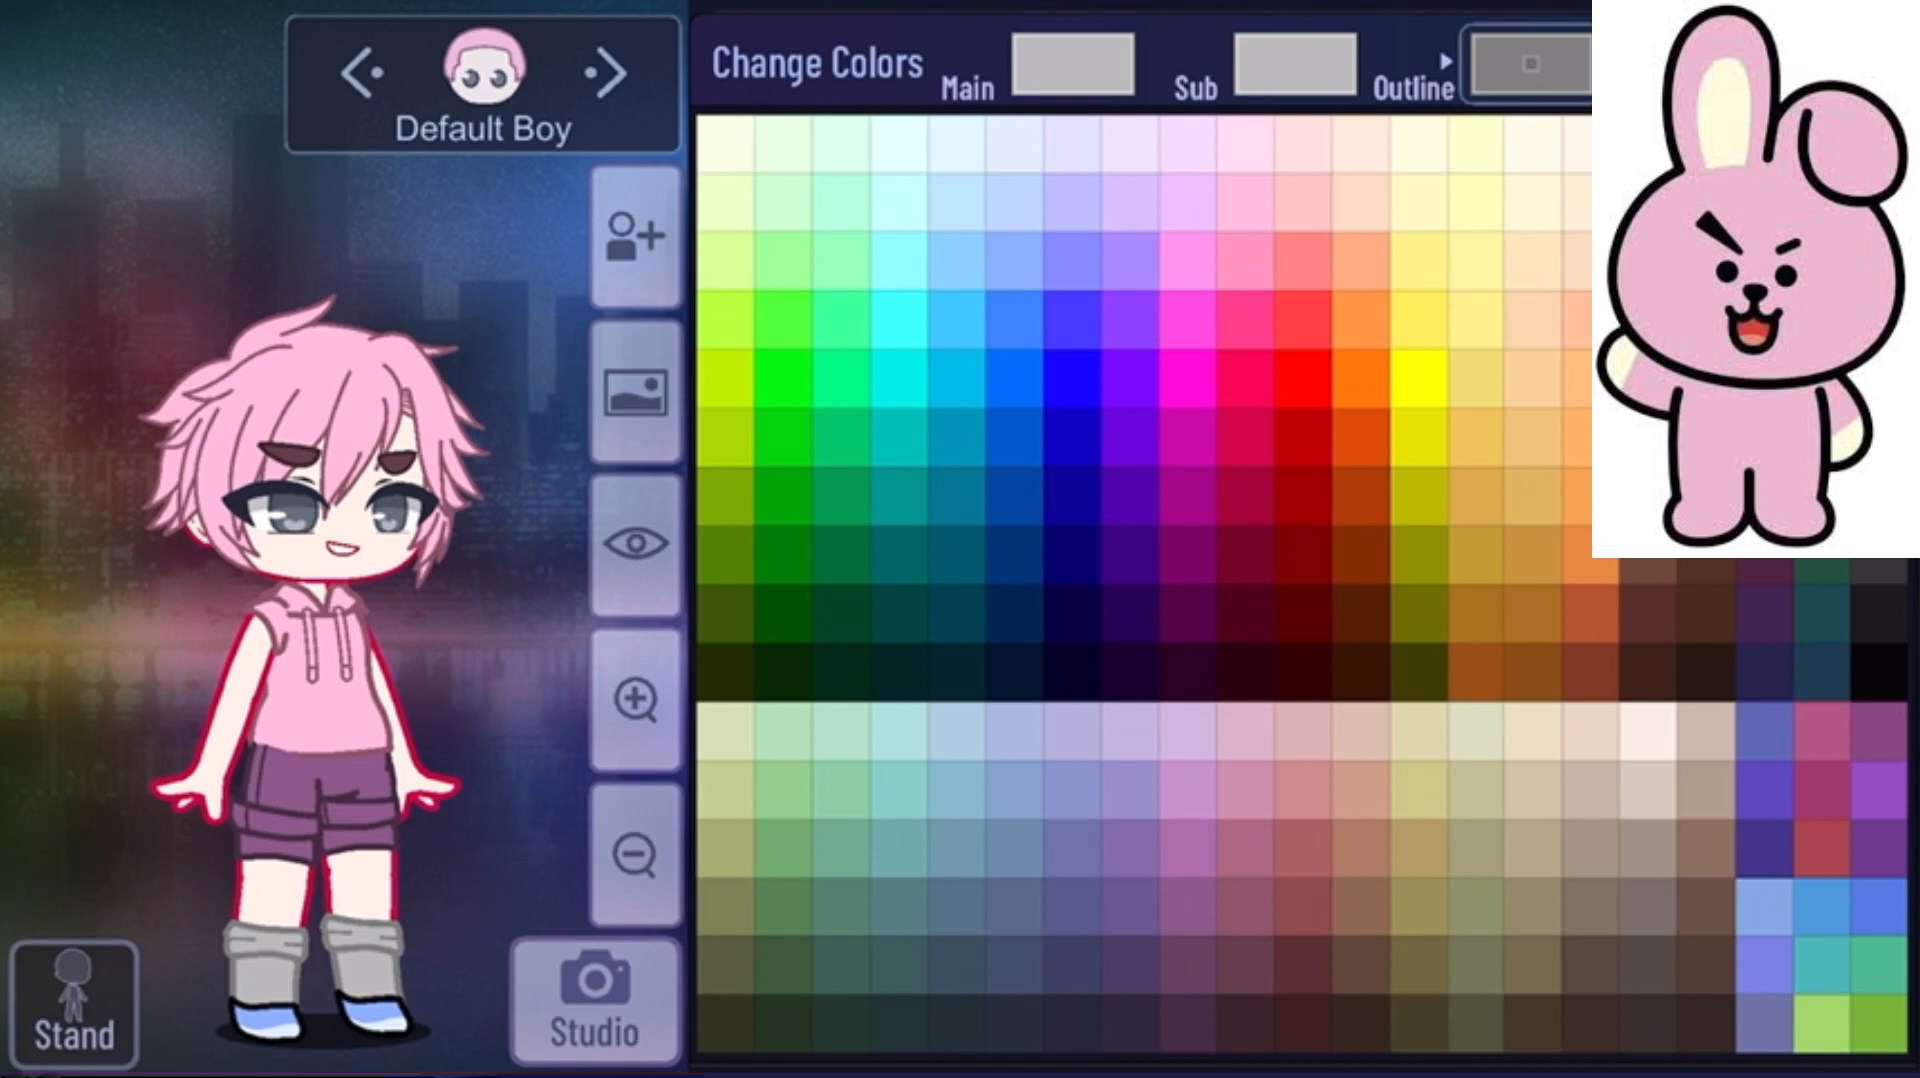 Default Boy
Change Colors
Main
Sub
Outline
Studio
Stand